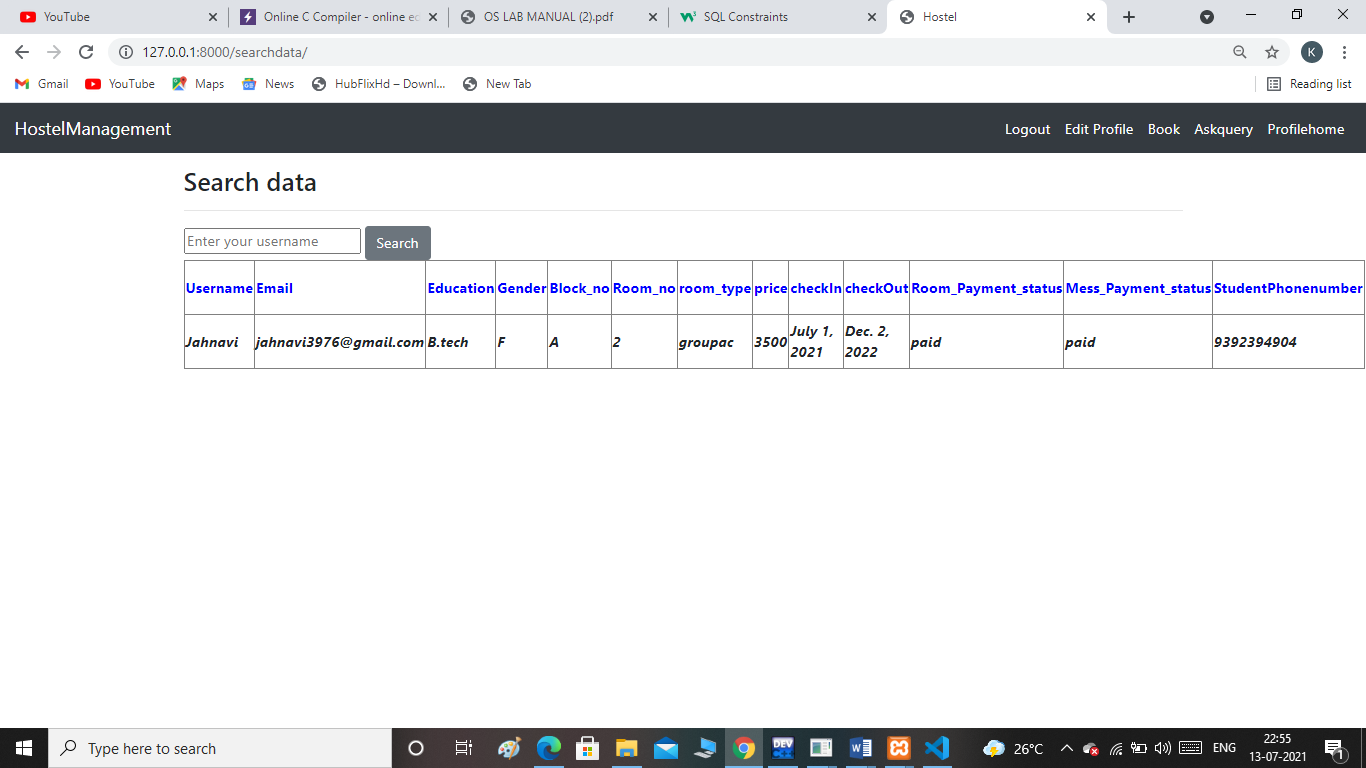 YouTube
Online C Compiler - online ec
OS LAB MANUAL (2).pdf
SQL Constraints
Hostel
127.0.0.1:8000/searchdata/
K
Gmail
YouTube
Maps
News
HubFlixHd – Downl...
New Tab
Reading list
HostelManagement
Logout Edit Profile Book Askquery Profilehome
Search data
Enter your username
Search
Username Email Education Gender Block_no Room_no room_type price checkIn checkOut Room_Payment_status Mess_Payment_status StudentPhonenumber
Jahnavi jahnavi3976@gmail.com B.tech F A 2 groupac 3500 July 1, 2021 Dec. 2, 2022 paid paid 9392394904
Type here to search
DEV
26°C
ENG
22:55
13-07-2021
1